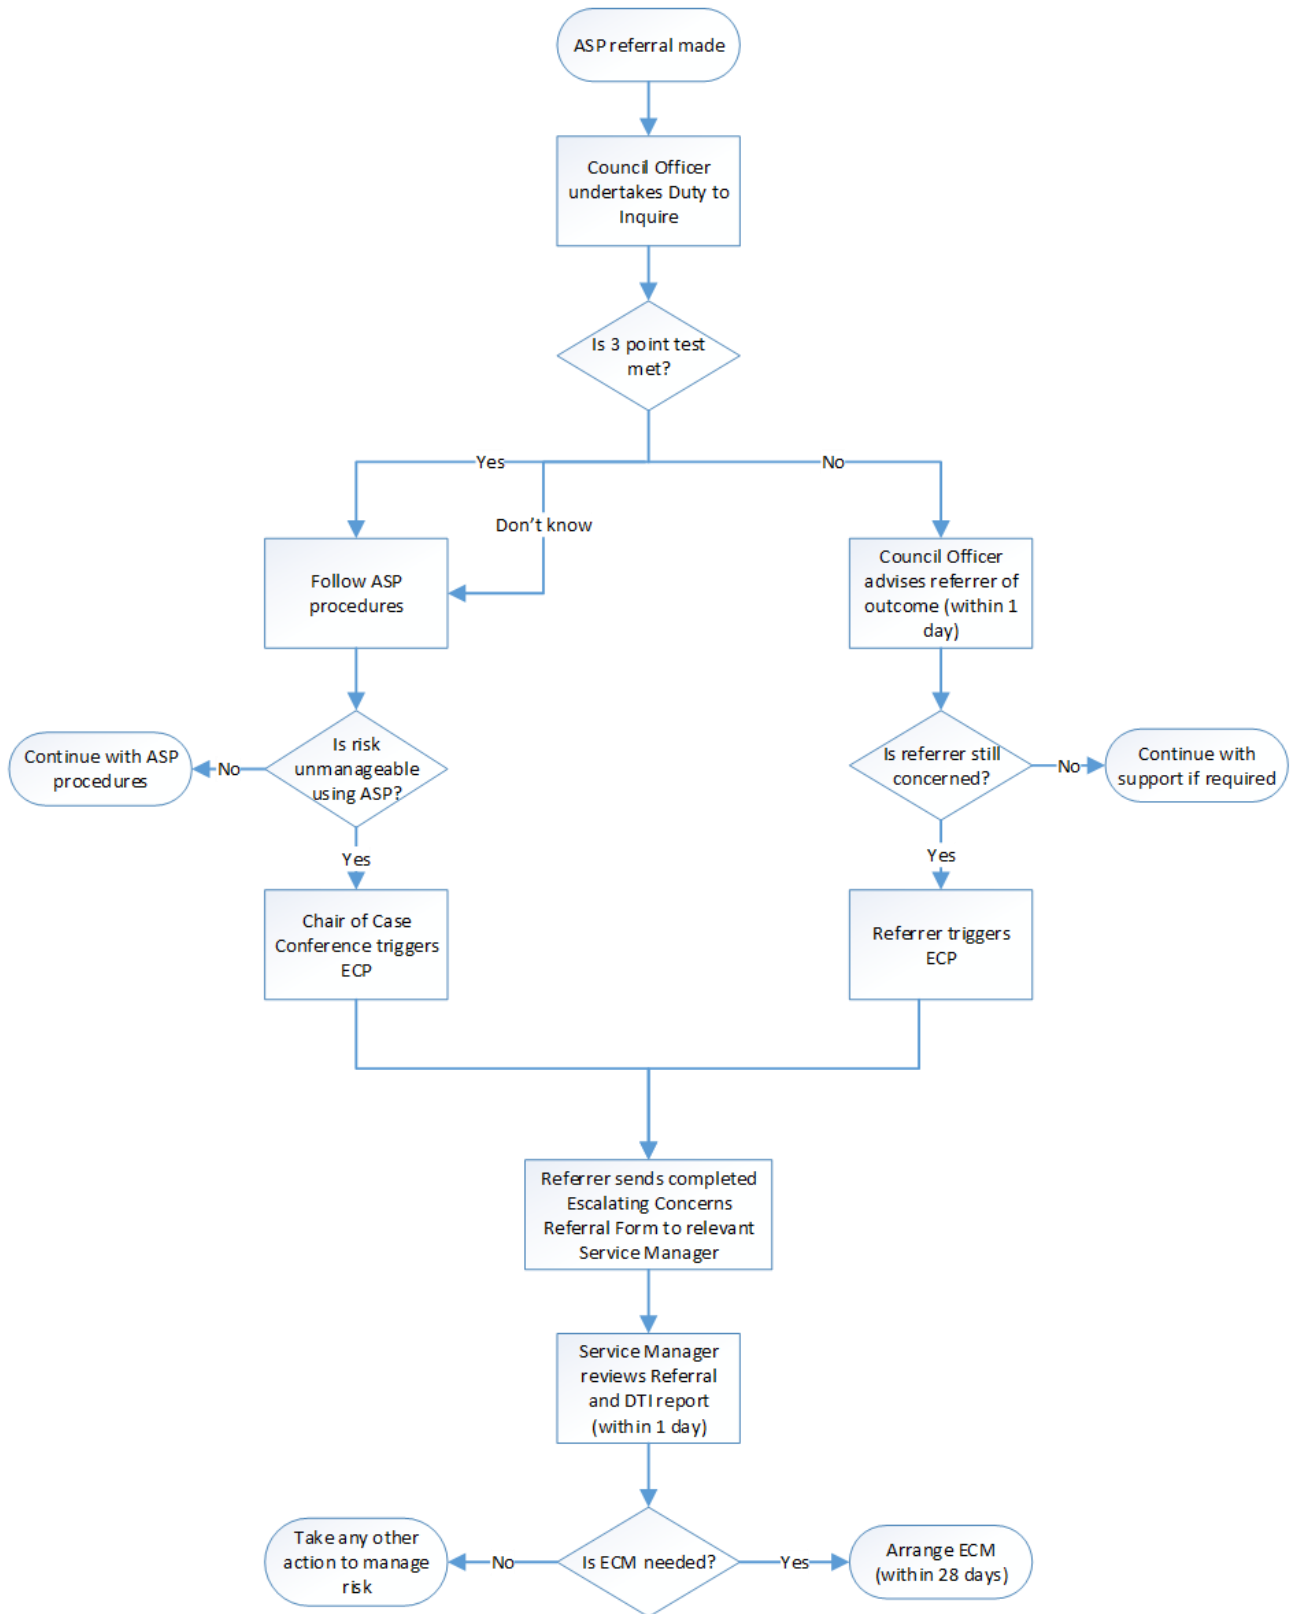 ASP referral made
Council Officer
undertakes Duty to
Inquire
Is 3 point test
met?
Yes
No
Don't know
Follow ASP
procedures
Council Officer
advises referrer of
outcome (within 1
day)
Is risk
unmanageable
using ASP?
No
Continue with ASP
procedures
Yes
Is referrer still
concerned?
No
Continue with
support if required
Yes
Chair of Case
Conference triggers
ECP
Referrer triggers
ECP
Referrer sends completed
Escalating Concerns
Referral Form to relevant
Service Manager
Service Manager
reviews Referral
and DTI report
(within 1 day)
Is ECM needed?
No
Take any other
action to manage
risk
Yes
Arrange ECM
(within 28 days)